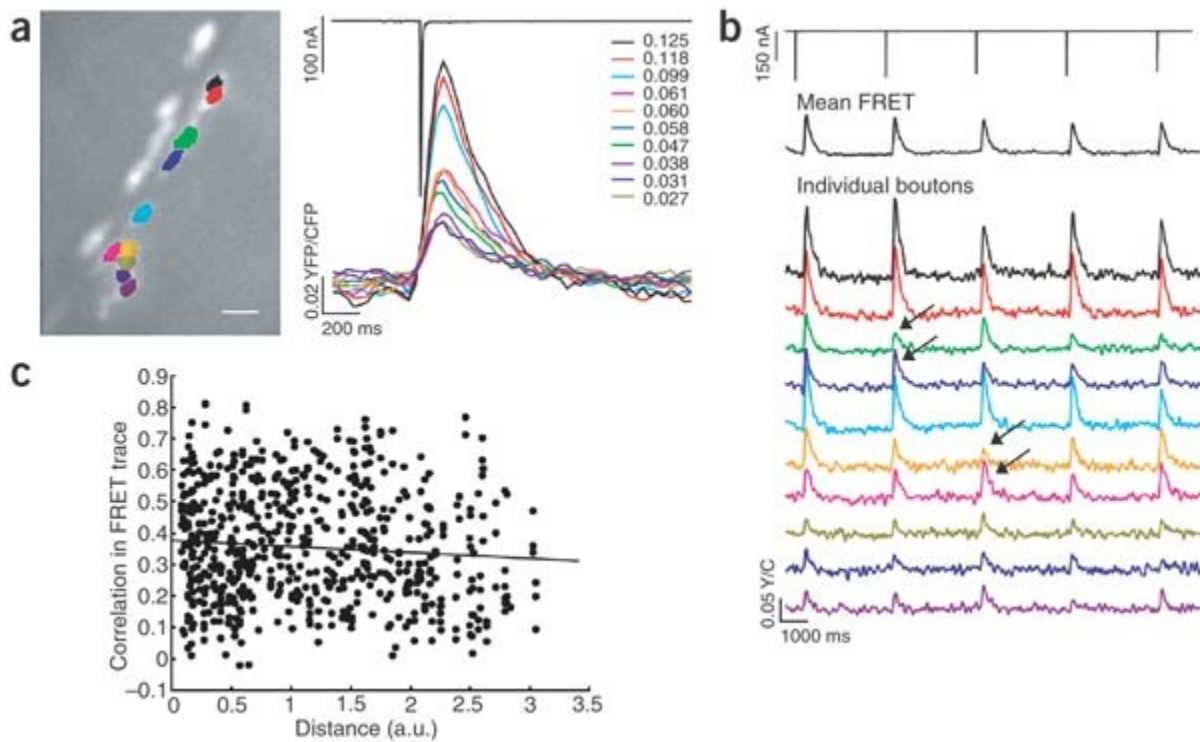 a
100 nA
0.125
0.118
0.099
0.061
0.060
0.058
0.047
0.038
0.031
0.027
0.02 YFP/CFP
200 ms
b
150 nA
Mean FRET
Individual boutons
0.05 Y/C
1000 ms
c
Correlation in FRET trace
0.9
0.8
0.7
0.6
0.5
0.4
0.3
0.2
0.1
0
–0.1
0 0.5 1 1.5 2 2.5 3 3.5
Distance (a.u.)